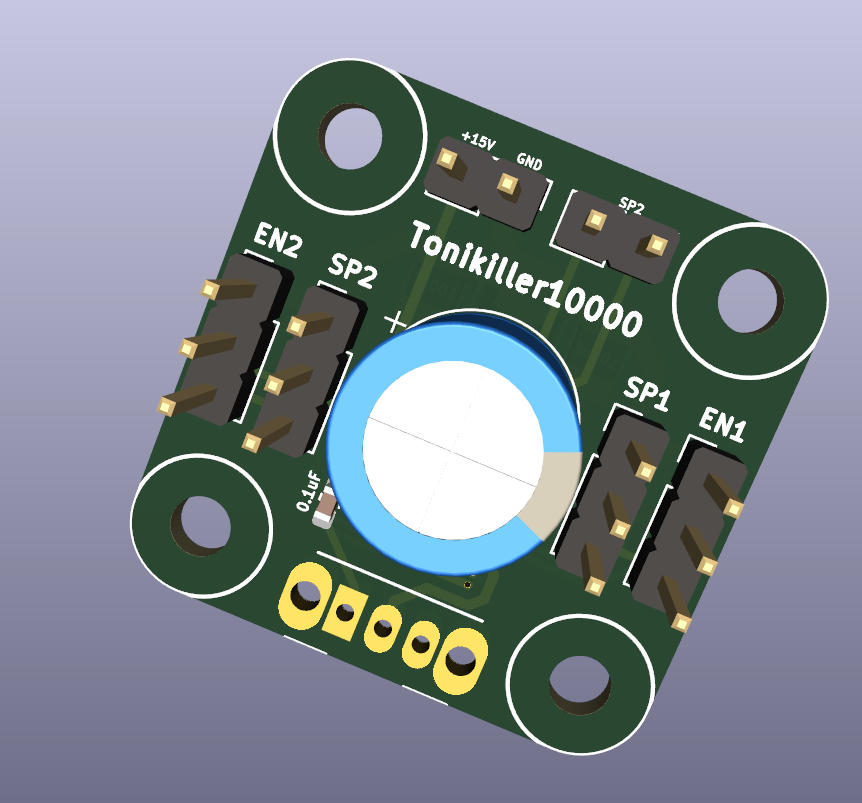 +15V
GND
SP2
Tonikiller10000
EN2
SP2
+
SP1
EN1
0.1uF